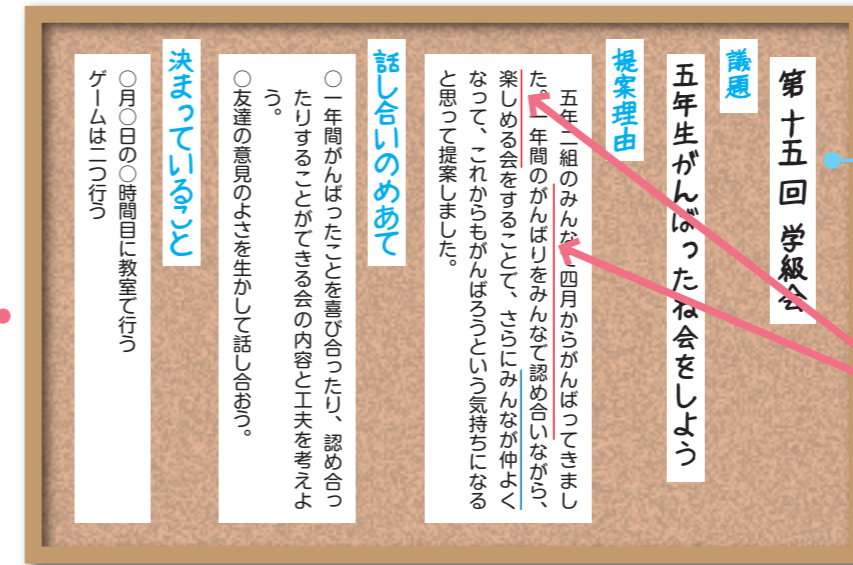 第十五回 学級会
議題
五年生がんばったね会をしよう
提案理由
五年二組のみんな 四月からがんばってきまし
た。一年間のがんばりをみんなで認め合いながら、
楽しめる会をすることで、さらにみんなが仲よく
なって、これからもがんばろうという気持ちになる
と思って提案しました。
話し合いのめあて
○一年間がんばったことを喜び合ったり、認め合っ
たりすることができる会の内容と工夫を考えよ
う。
○友達の意見のよさを生かして話し合おう。
決まっていること
○月○日の○時間目に教室で行う
ゲームは二つ行う